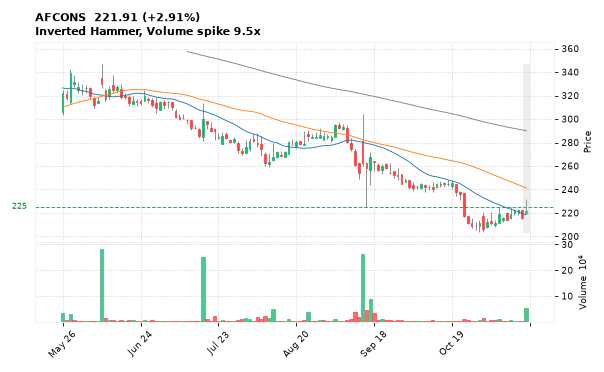 AFCONS 221.91 (+2.91%)
Inverted Hammer, Volume spike 9.5x
360
340
320
300
280
260
240
220
200
Price
225
30
20
10
Volume 10⁴
May 26
Jun 24
Jul 23
Aug 20
Sep 18
Oct 19